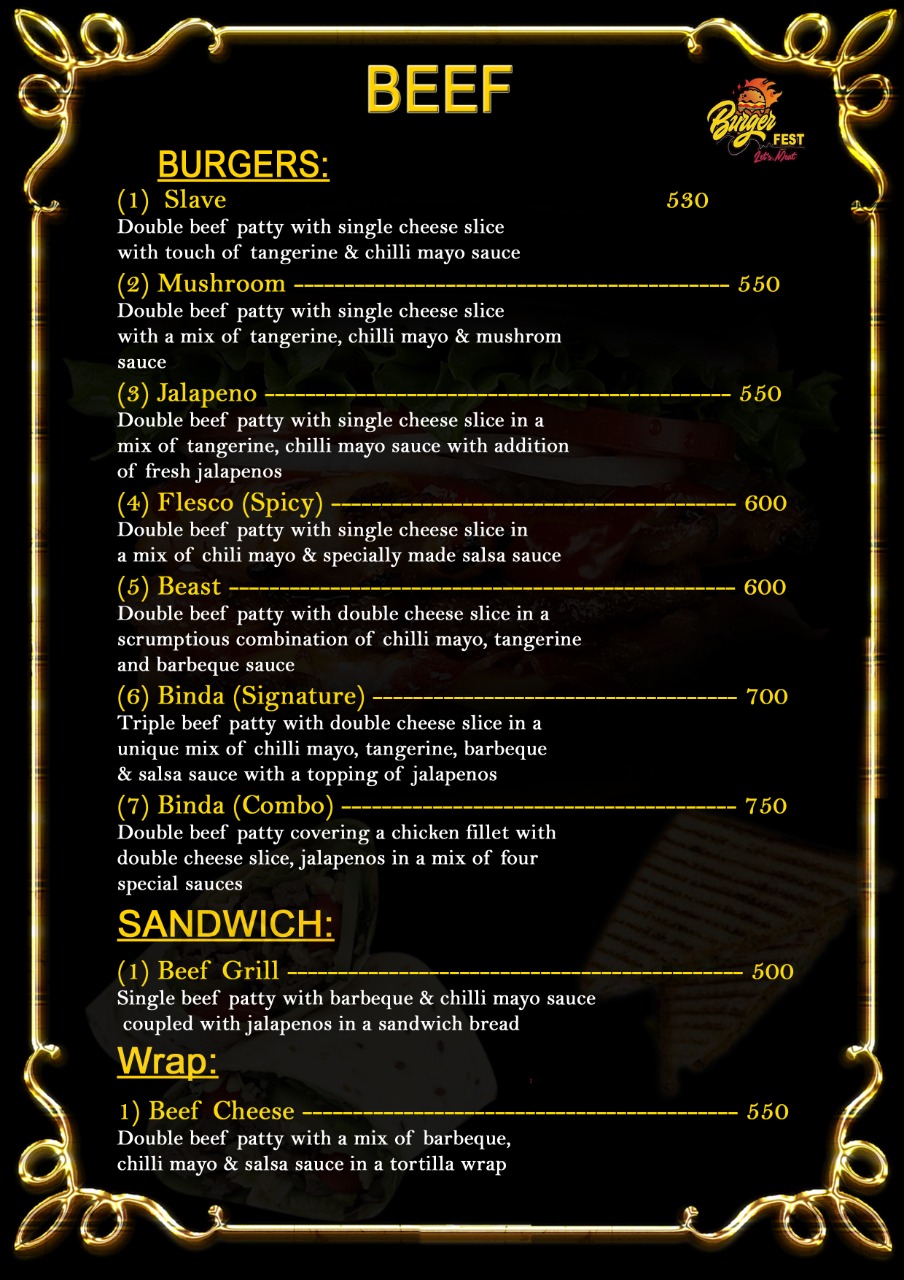 BEEF
Burger
FEST
Let's Meat
BURGERS:
(1) Slave 530
Double beef patty with single cheese slice
with touch of tangerine & chilli mayo sauce
(2) Mushroom ------------------------------------------- 550
Double beef patty with single cheese slice
with a mix of tangerine, chilli mayo & mushrom
sauce
(3) Jalapeno ---------------------------------------------- 550
Double beef patty with single cheese slice in a
mix of tangerine, chilli mayo sauce with addition
of fresh jalapenos
(4) Flesco (Spicy) ---------------------------------------- 600
Double beef patty with single cheese slice in
a mix of chili mayo & specially made salsa sauce
(5) Beast -------------------------------------------------- 600
Double beef patty with double cheese slice in a
scrumptious combination of chilli mayo, tangerine
and barbeque sauce
(6) Binda (Signature) ------------------------------------ 700
Triple beef patty with double cheese slice in a
unique mix of chilli mayo, tangerine, barbeque
& salsa sauce with a topping of jalapenos
(7) Binda (Combo) --------------------------------------- 750
Double beef patty covering a chicken fillet with
double cheese slice, jalapenos in a mix of four
special sauces
SANDWICH:
(1) Beef Grill --------------------------------------------- 500
Single beef patty with barbeque & chilli mayo sauce
coupled with jalapenos in a sandwich bread
Wrap:
1) Beef Cheese ------------------------------------------- 550
Double beef patty with a mix of barbeque,
chilli mayo & salsa sauce in a tortilla wrap